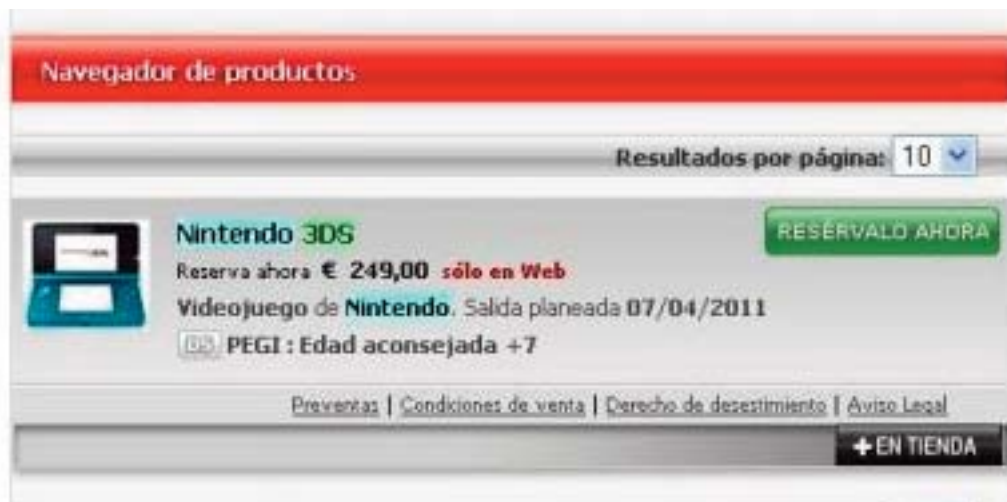 Navegador de productos
Resultados por página: 10
Nintendo 3DS
RESÉRVALO AHORA
Reserva ahora € 249,00 sólo en Web
Videojuego de Nintendo. Salida planeada 07/04/2011
PEGI : Edad aconsejada +7
Preventas | Condiciones de venta | Derecho de desestimiento | Aviso Legal
+ EN TIENDA